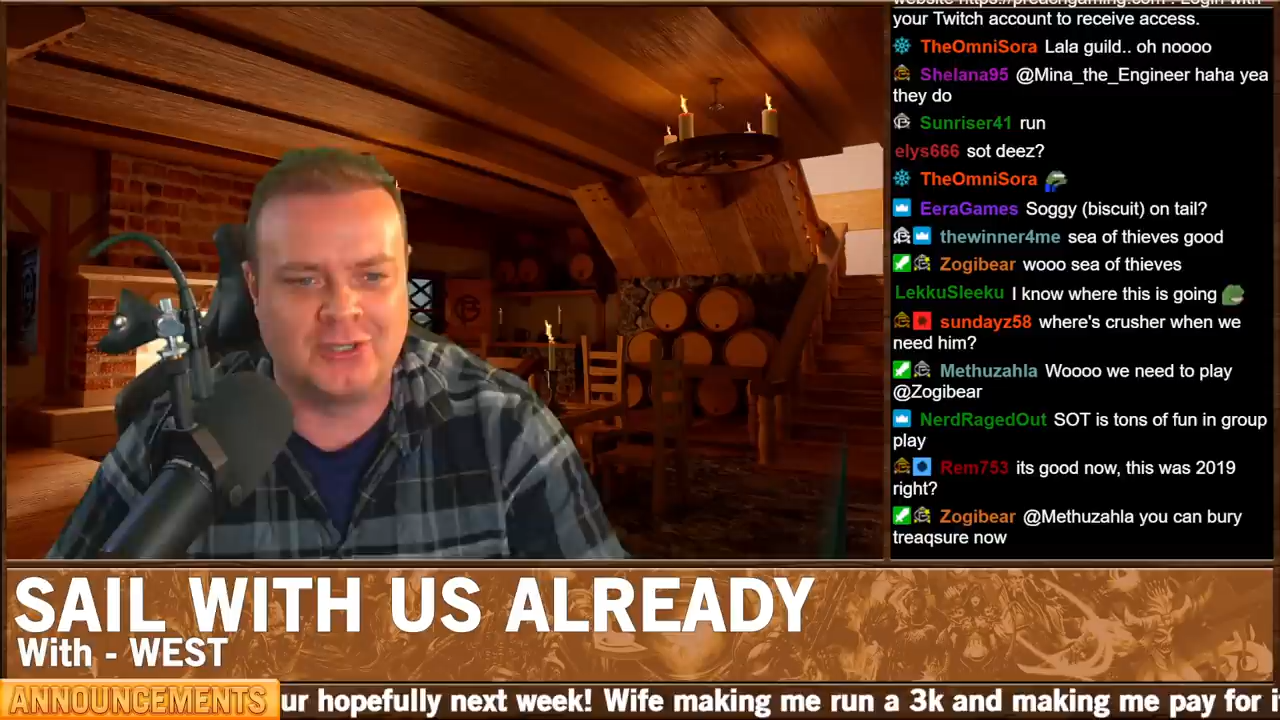 your Twitch account to receive access.
TheOmniSora Lala guild.. oh noooo
Shelana95 @Mina_the_Engineer haha yea
they do
Sunriser41 run
elys666 sot deez?
TheOmniSora
EeraGames Soggy (biscuit) on tail?
thewinner4me sea of thieves good
Zogibear wooo sea of thieves
LekkuSleeku I know where this is going
sundayz58 where's crusher when we
need him?
Methuzahla Woooo we need to play
@Zogibear
NerdRagedOut SOT is tons of fun in group
play
Rem753 its good now, this was 2019
right?
Zogibear @Methuzahla you can bury
treaqsure now
SAIL WITH US ALREADY
With - WEST
ANNOUNCEMENTS ur hopefully next week! Wife making me run a 3k and making me pay for i